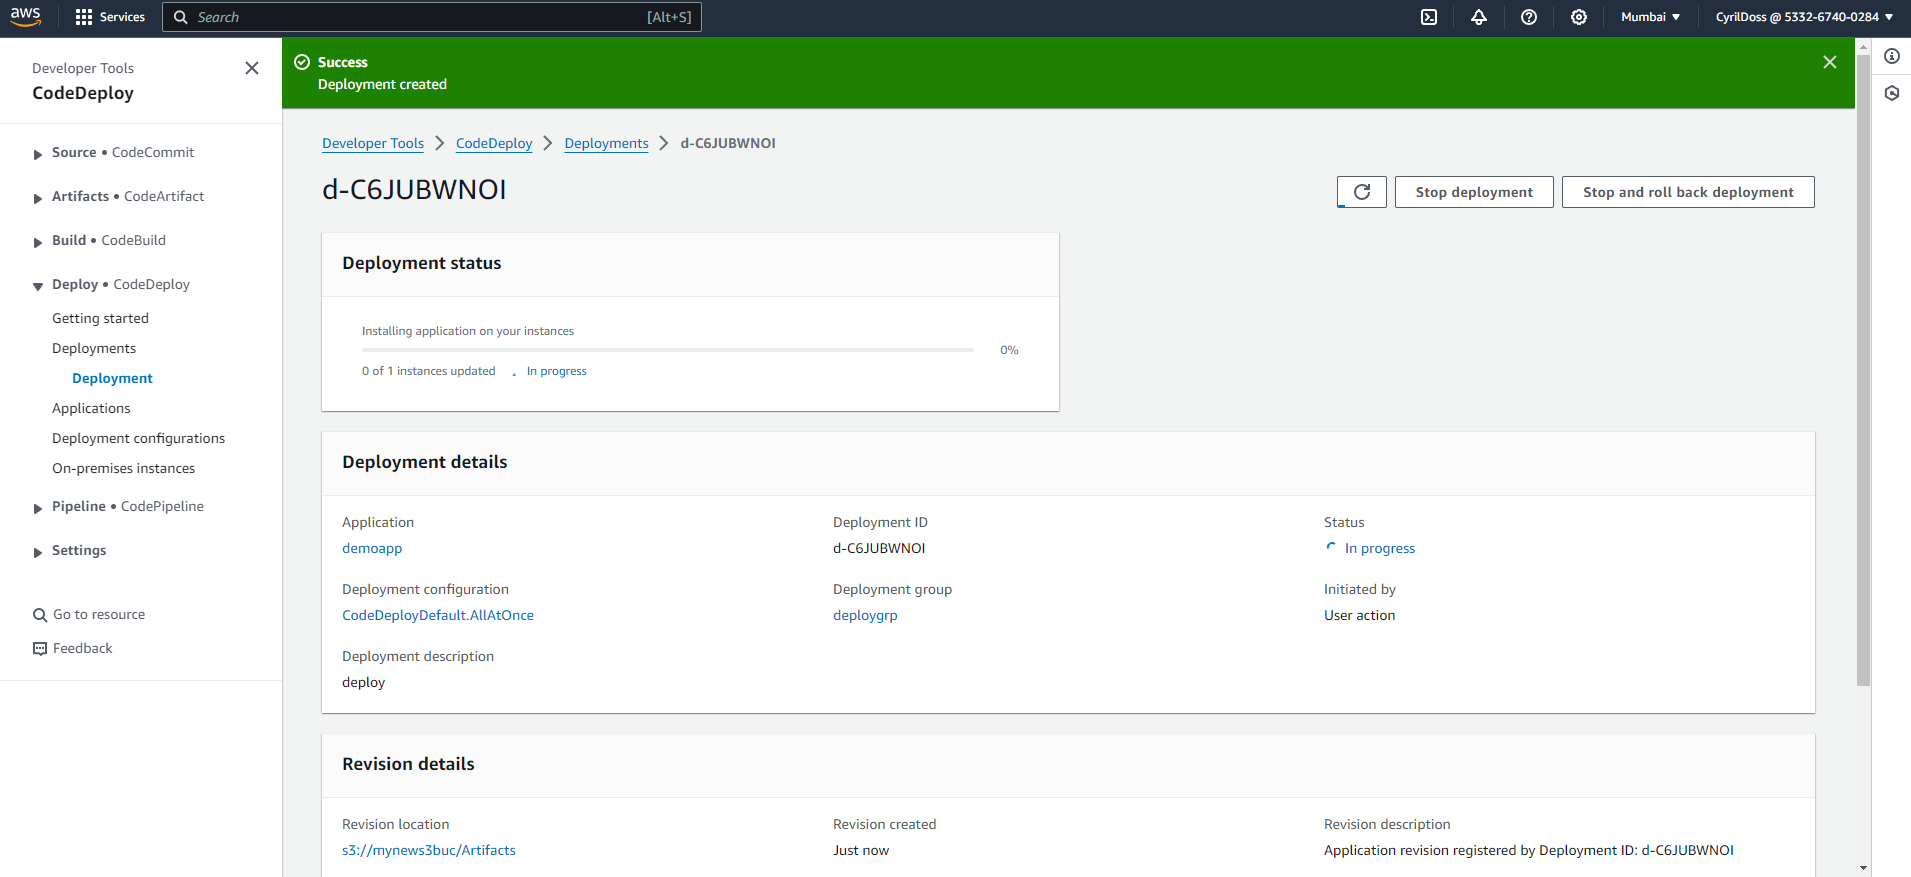 aws
Services
Search
[Alt+S]
Mumbai
CyrilDoss @ 5332-6740-0284
Developer Tools
CodeDeploy
Source • CodeCommit
Artifacts • CodeArtifact
Build • CodeBuild
Deploy • CodeDeploy
Getting started
Deployments
Deployment
Applications
Deployment configurations
On-premises instances
Pipeline • CodePipeline
Settings
Go to resource
Feedback
Success
Deployment created
Developer Tools
CodeDeploy
Deployments
d-C6JUBWNOI
d-C6JUBWNOI
Stop deployment
Stop and roll back deployment
Deployment status
Installing application on your instances
0%
0 of 1 instances updated
In progress
Deployment details
Application
demoapp
Deployment ID
d-C6JUBWNOI
Status
In progress
Deployment configuration
CodeDeployDefault.AllAtOnce
Deployment group
deploygrp
Initiated by
User action
Deployment description
deploy
Revision details
Revision location
s3://mynews3buc/Artifacts
Revision created
Just now
Revision description
Application revision registered by Deployment ID: d-C6JUBWNOI